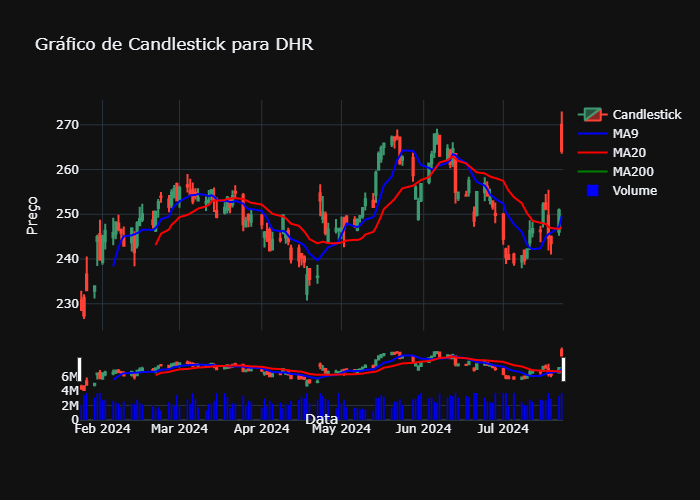 Gráfico de Candlestick para DHR
Candlestick
MA9
MA20
MA200
Volume
Preço
270
260
250
240
230
6M
4M
2M
0
Feb 2024
Mar 2024
Apr 2024
May 2024
Jun 2024
Jul 2024
Data